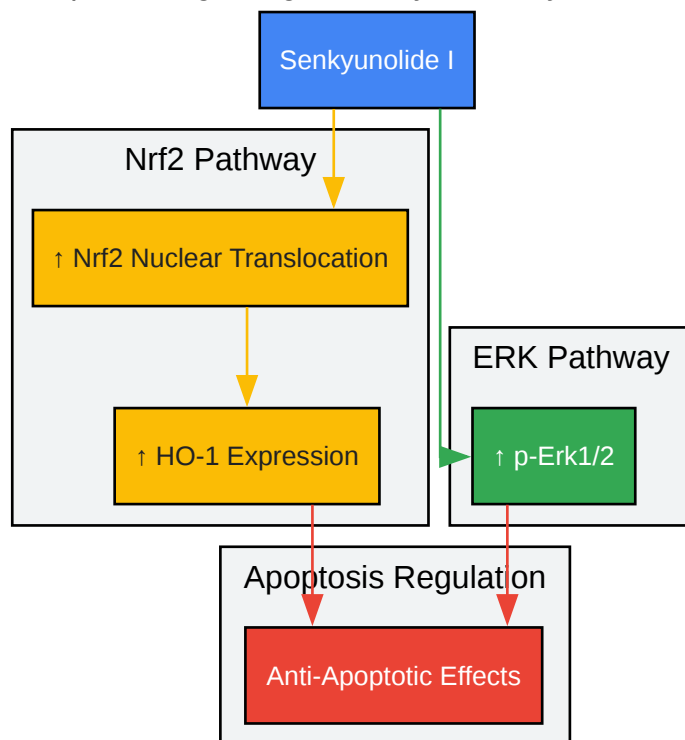 Senkyunolide I
Nrf2 Pathway
↑ Nrf2 Nuclear Translocation
ERK Pathway
↑ HO-1 Expression
↑ p-Erk1/2
Apoptosis Regulation
Anti-Apoptotic Effects